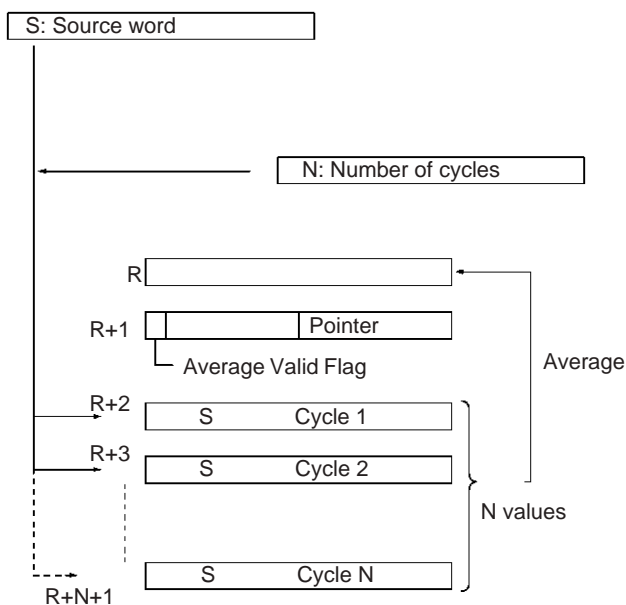 S: Source word
N: Number of cycles
R
R+1 Pointer
Average Valid Flag
Average
R+2 S Cycle 1
R+3 S Cycle 2
N values
S Cycle N
R+N+1